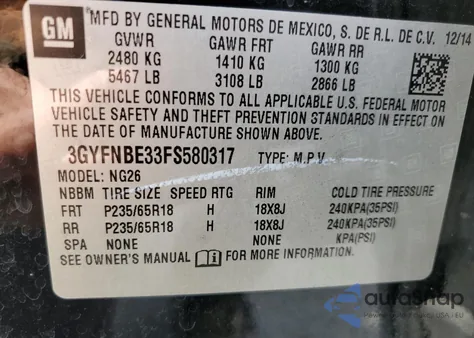 GM
MFD BY GENERAL MOTORS DE MEXICO, S. DE R.L. DE C.V. 12/14
GVWR GAWR FRT GAWR RR
2480 KG 1410 KG 1300 KG
5467 LB 3108 LB 2866 LB
THIS VEHICLE CONFORMS TO ALL APPLICABLE U.S. FEDERAL MOTOR
VEHICLE SAFETY AND THEFT PREVENTION STANDARDS IN EFFECT ON
THE DATE OF MANUFACTURE SHOWN ABOVE.
3GYFNBE33FS580317 TYPE: M.P.V.
MODEL: NG26
NBBM TIRE SIZE SPEED RTG RIM COLD TIRE PRESSURE
FRT P235/65R18 H 18X8J 240KPA(35PSI)
RR P235/65R18 H 18X8J 240KPA(35PSI)
SPA NONE NONE KPA(PSI)
SEE OWNER'S MANUAL FOR MORE INFORMATION.
autoshap